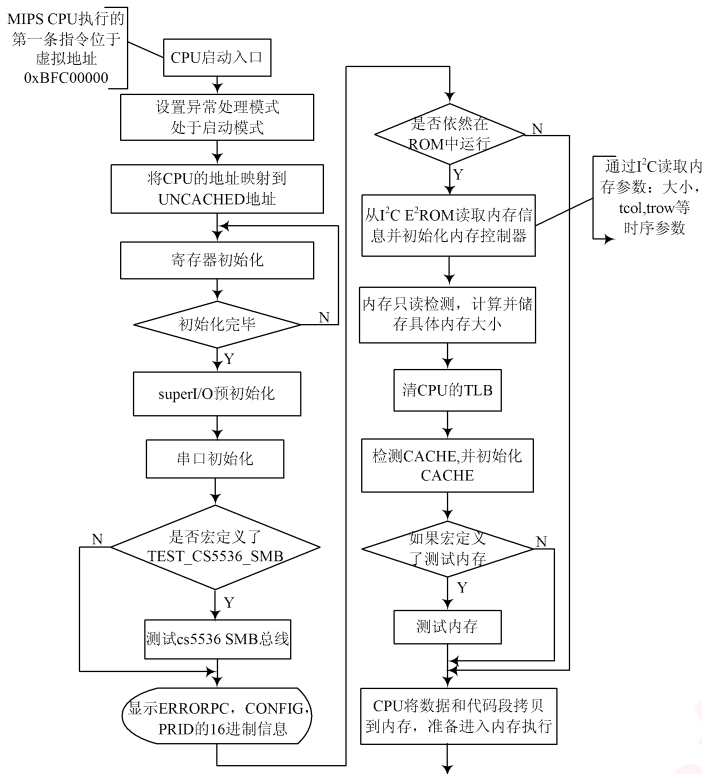 MIPS CPU执行的
第一条指令位于
虚拟地址
0xBFC00000
CPU启动入口
设置异常处理模式
处于启动模式
将CPU的地址映射到
UNCACHED地址
寄存器初始化
初始化完毕
N
Y
superI/O预初始化
串口初始化
是否宏定义了
TEST_CS5536_SMB
N
Y
测试cs5536 SMB总线
显示ERRORPC，CONFIG，
PRID的16进制信息
是否依然在
ROM中运行
N
Y
从I²C E²ROM读取内存信
息并初始化内存控制器
通过I²C读取内
存参数：大小，
tcol,trow等
时序参数
内存只读检测，计算并储
存具体内存大小
清CPU的TLB
检测CACHE,并初始化
CACHE
如果宏定义
了测试内存
N
Y
测试内存
CPU将数据和代码段拷贝
到内存，准备进入内存执行